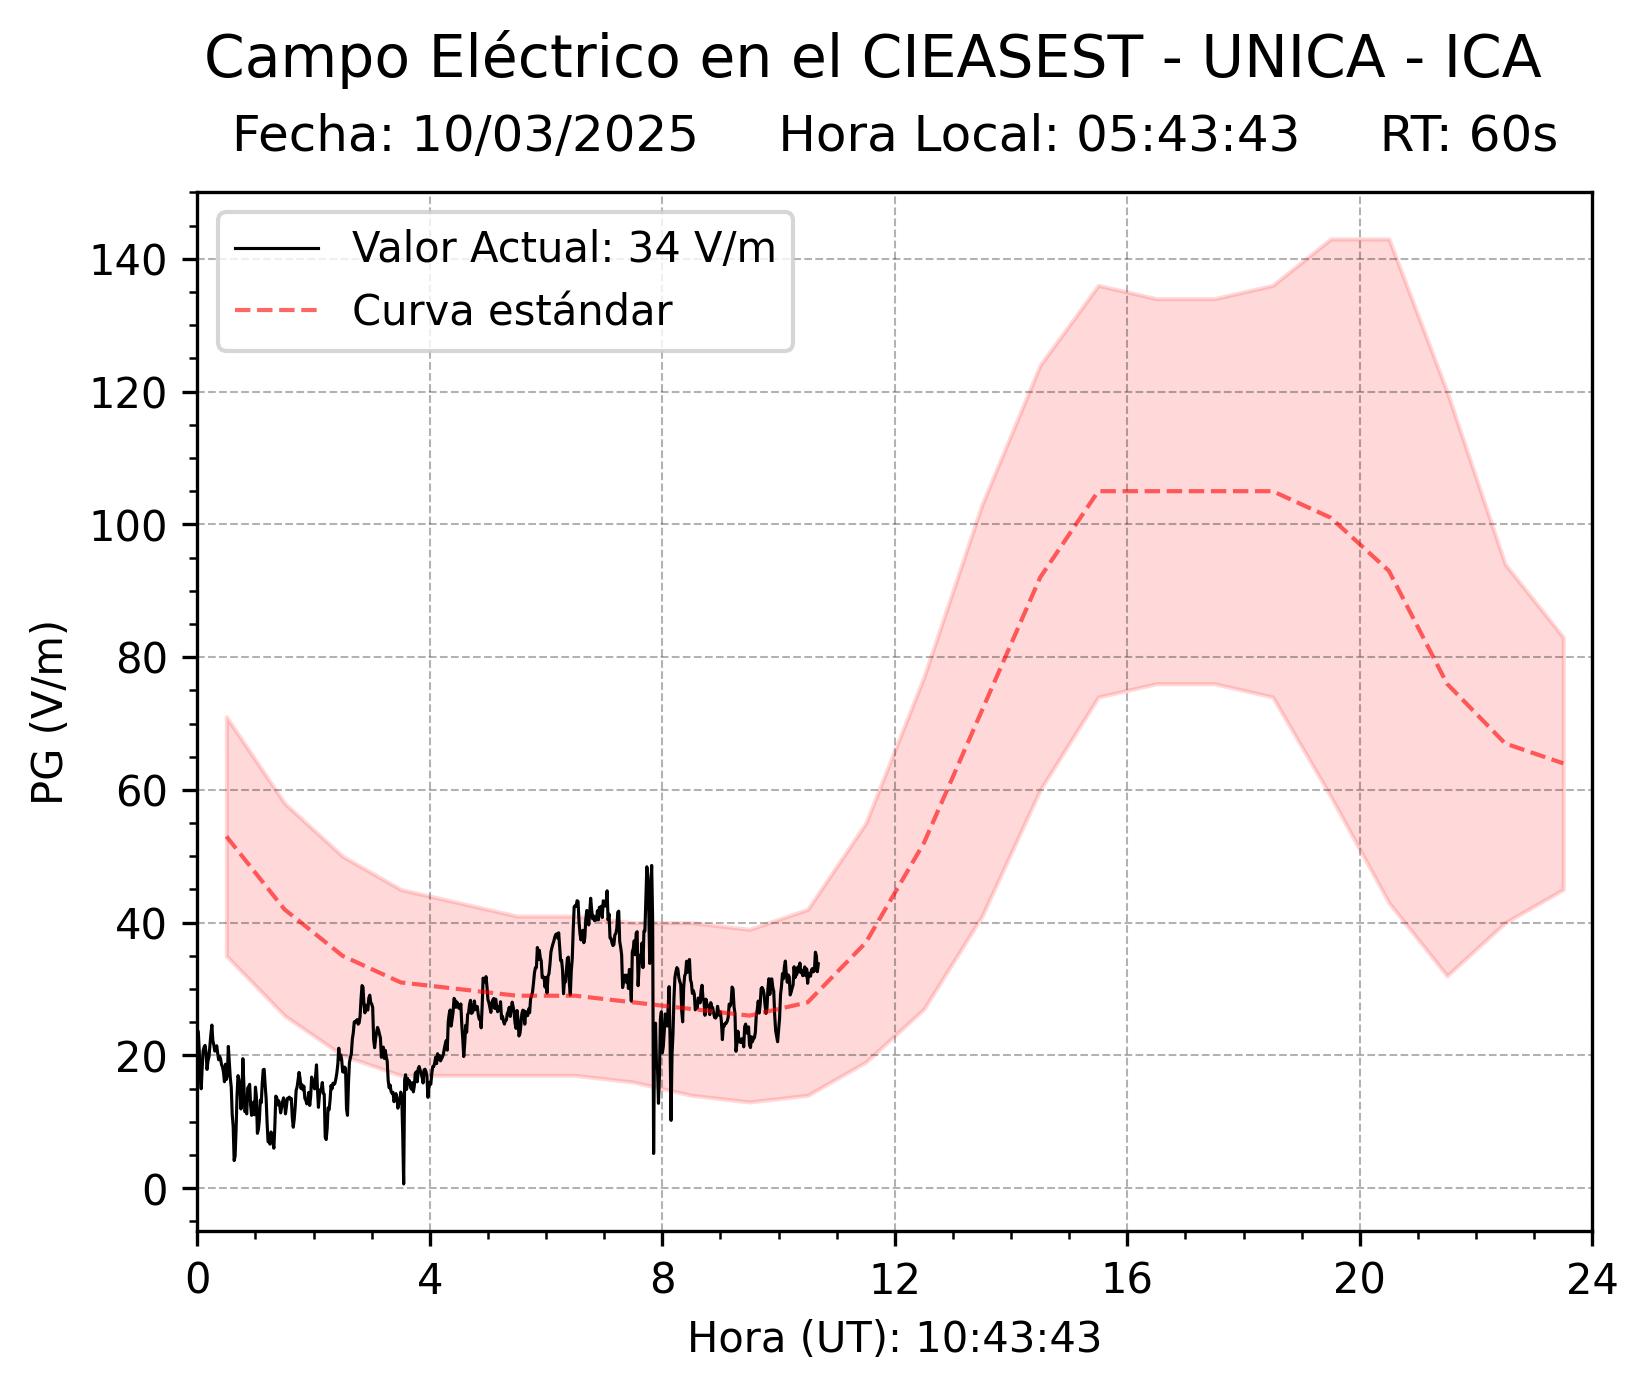 Campo Eléctrico en el CIEASEST - UNICA - ICA
Fecha: 10/03/2025 Hora Local: 05:43:43 RT: 60s
Valor Actual: 34 V/m
Curva estándar
PG (V/m)
140
120
100
80
60
40
20
0
0 4 8 12 16 20 24
Hora (UT): 10:43:43